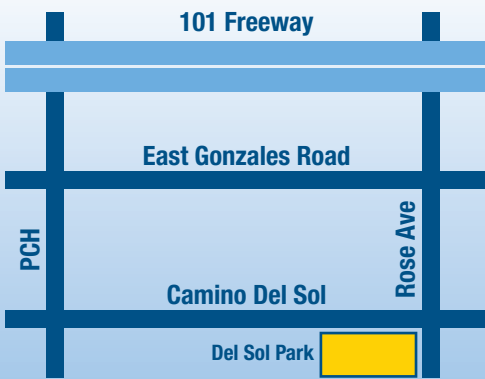 101 Freeway
East Gonzales Road
PCH
Rose Ave
Camino Del Sol
Del Sol Park